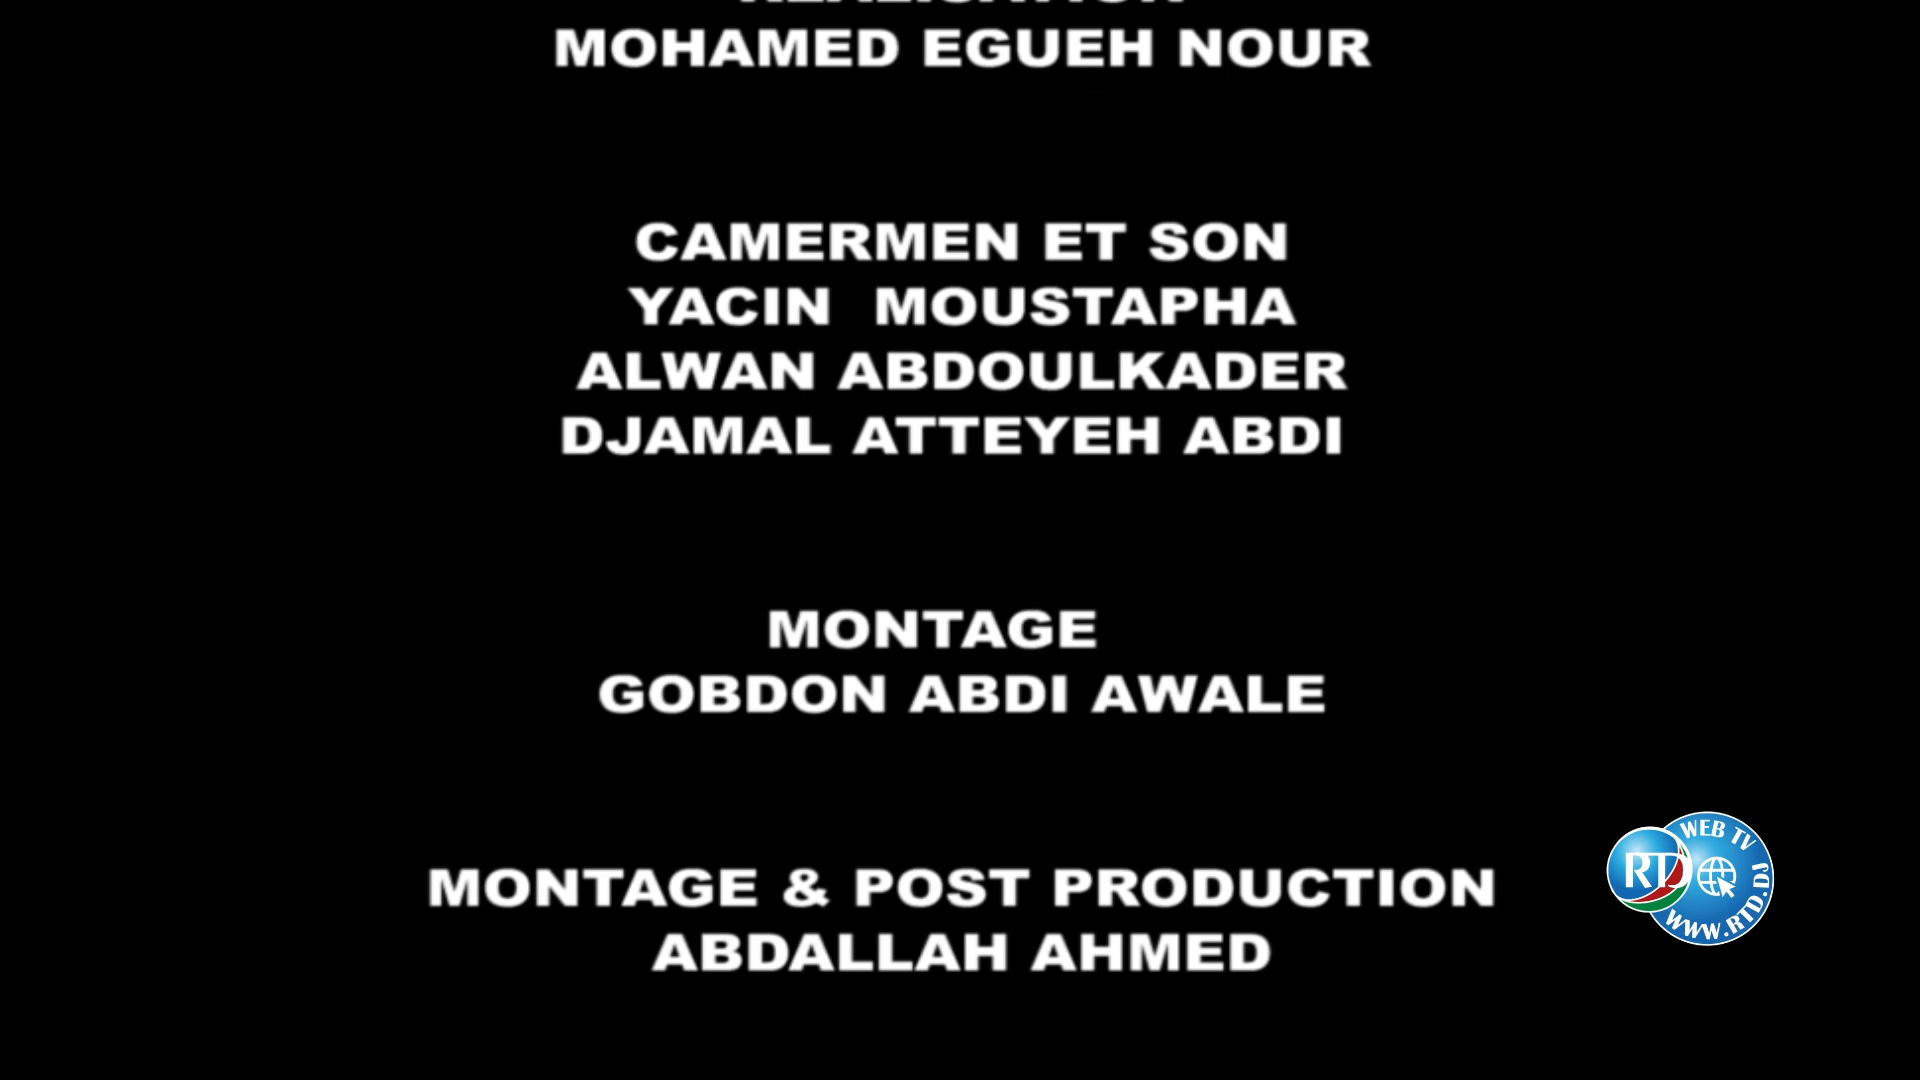 RÉALISATION
MOHAMED EGUEH NOUR
CAMERMEN ET SON
YACIN MOUSTAPHA
ALWAN ABDOULKADER
DJAMAL ATTEYEH ABDI
MONTAGE
GOBDON ABDI AWALE
MONTAGE & POST PRODUCTION
ABDALLAH AHMED
WEB TV
RTD
WWW.RTD.DJ